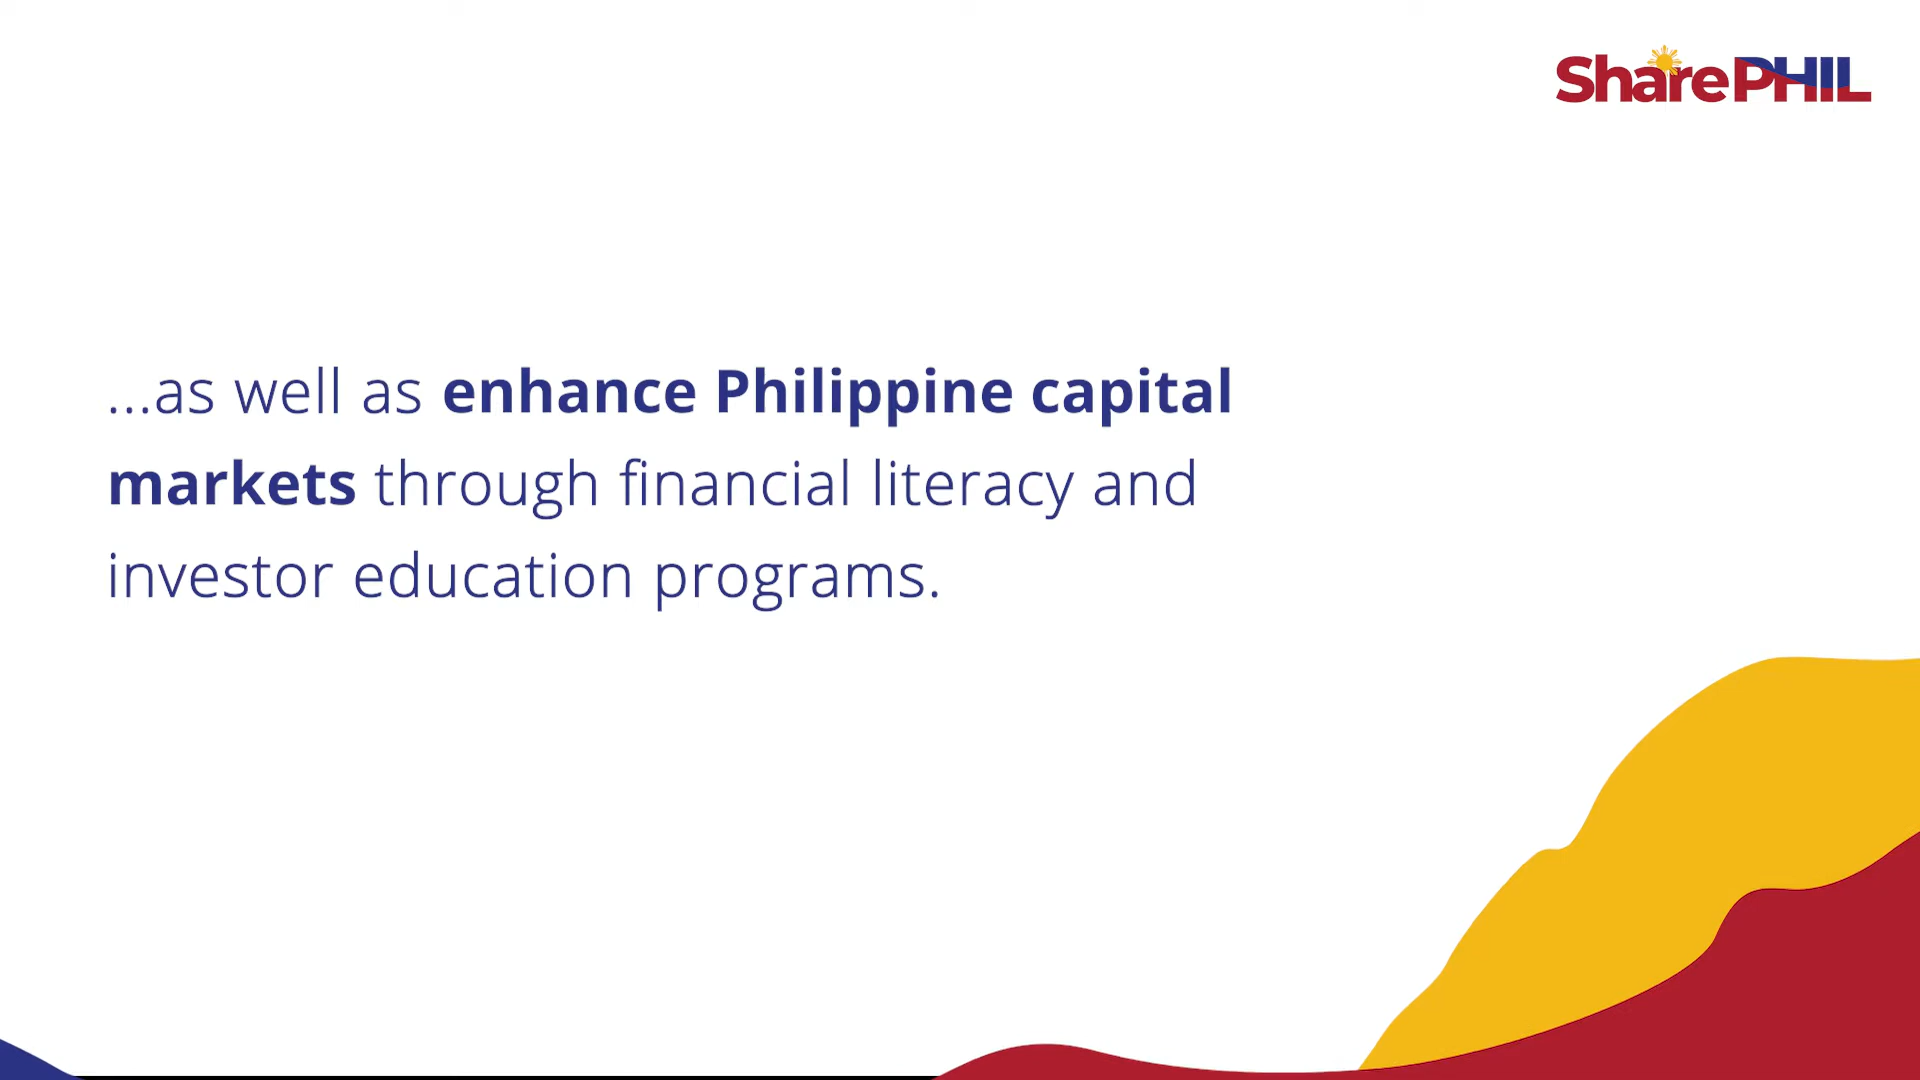 SharePHIL
...as well as enhance Philippine capital
markets through financial literacy and
investor education programs.